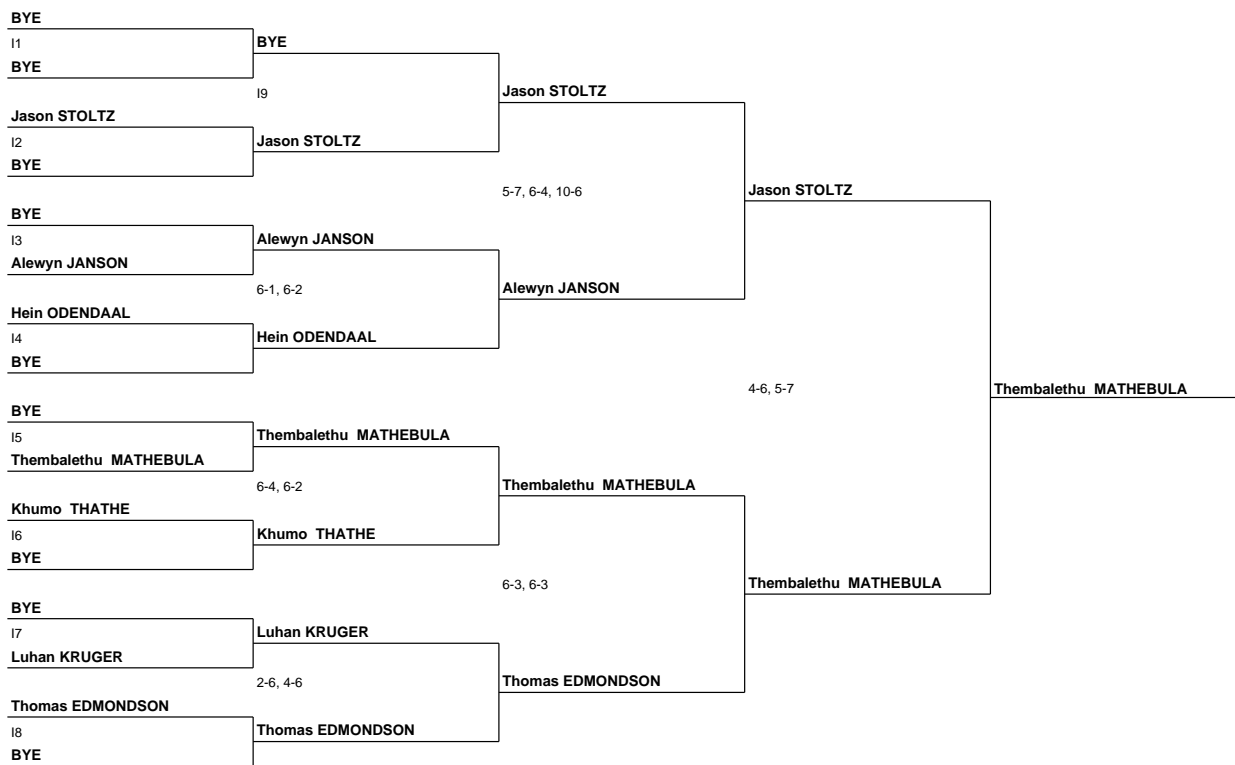 BYE
I1
BYE
BYE
I9
Jason STOLTZ
Jason STOLTZ
I2
Jason STOLTZ
BYE
5-7, 6-4, 10-6
Jason STOLTZ
BYE
I3
Alewyn JANSON
Alewyn JANSON
6-1, 6-2
Alewyn JANSON
Hein ODENDAAL
I4
Hein ODENDAAL
BYE
4-6, 5-7
Thembalethu MATHEBULA
BYE
I5
Thembalethu MATHEBULA
Thembalethu MATHEBULA
6-4, 6-2
Thembalethu MATHEBULA
Khumo THATHE
I6
Khumo THATHE
BYE
6-3, 6-3
Thembalethu MATHEBULA
BYE
I7
Luhan KRUGER
Luhan KRUGER
2-6, 4-6
Thomas EDMONDSON
Thomas EDMONDSON
I8
Thomas EDMONDSON
BYE